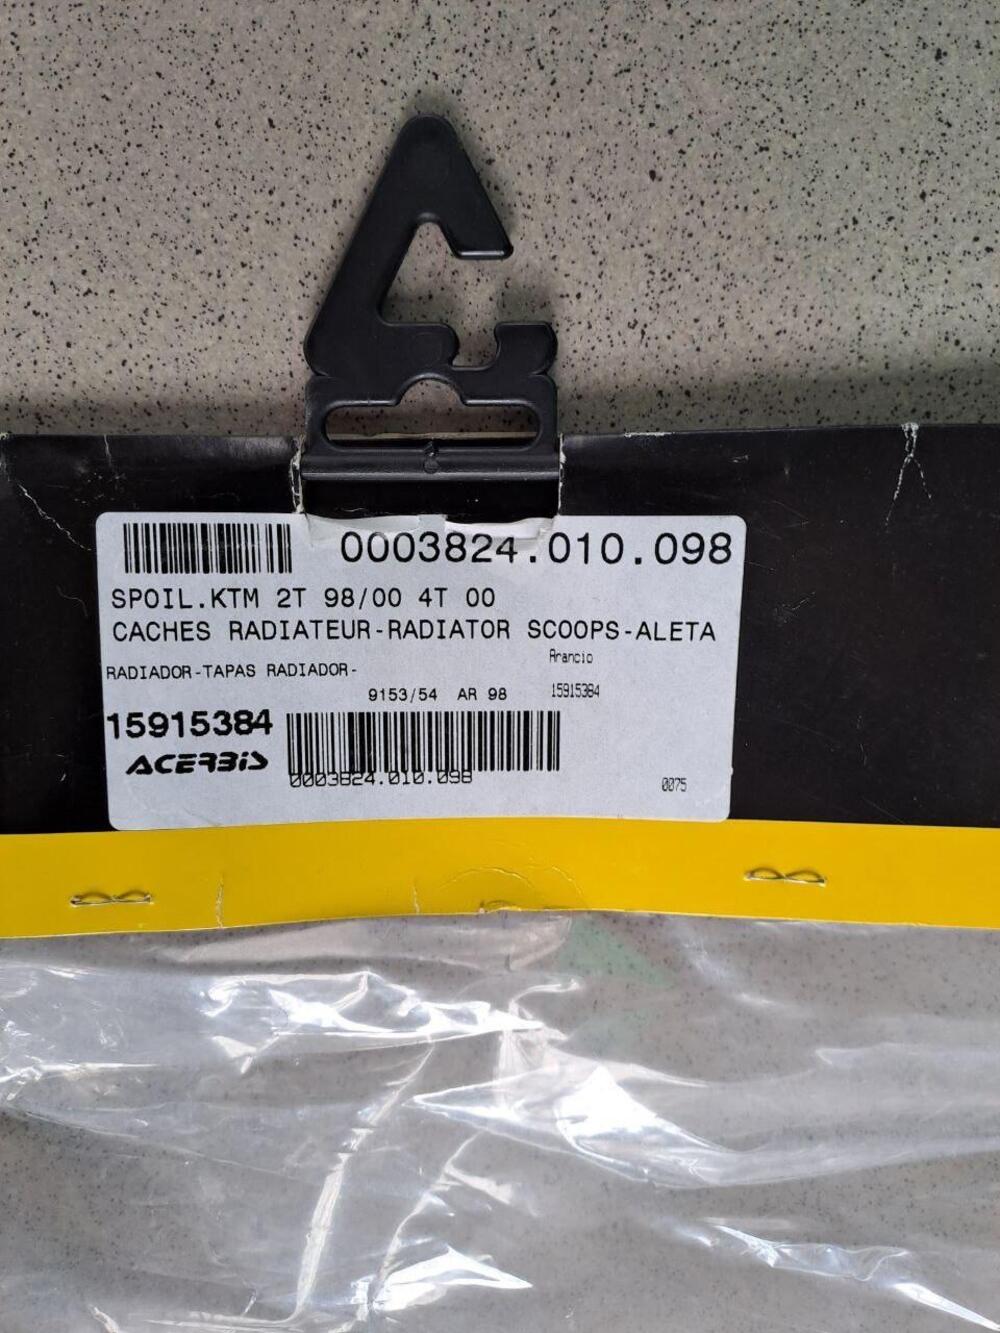 0003824.010.098
SPOIL.KTM 2T 98/00 4T 00
CACHES RADIATEUR-RADIATOR SCOOPS-ALETA
Arancio
RADIADOR-TAPAS RADIADOR-
9153/54 AR 98 15915384
15915384
ACERBIS
0003824.010.098
0075